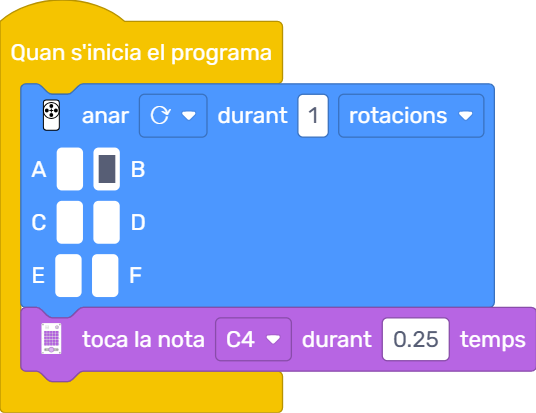 Quan s'inicia el programa
anar durant 1 rotacions
A B
C D
E F
toca la nota C4 durant 0.25 temps